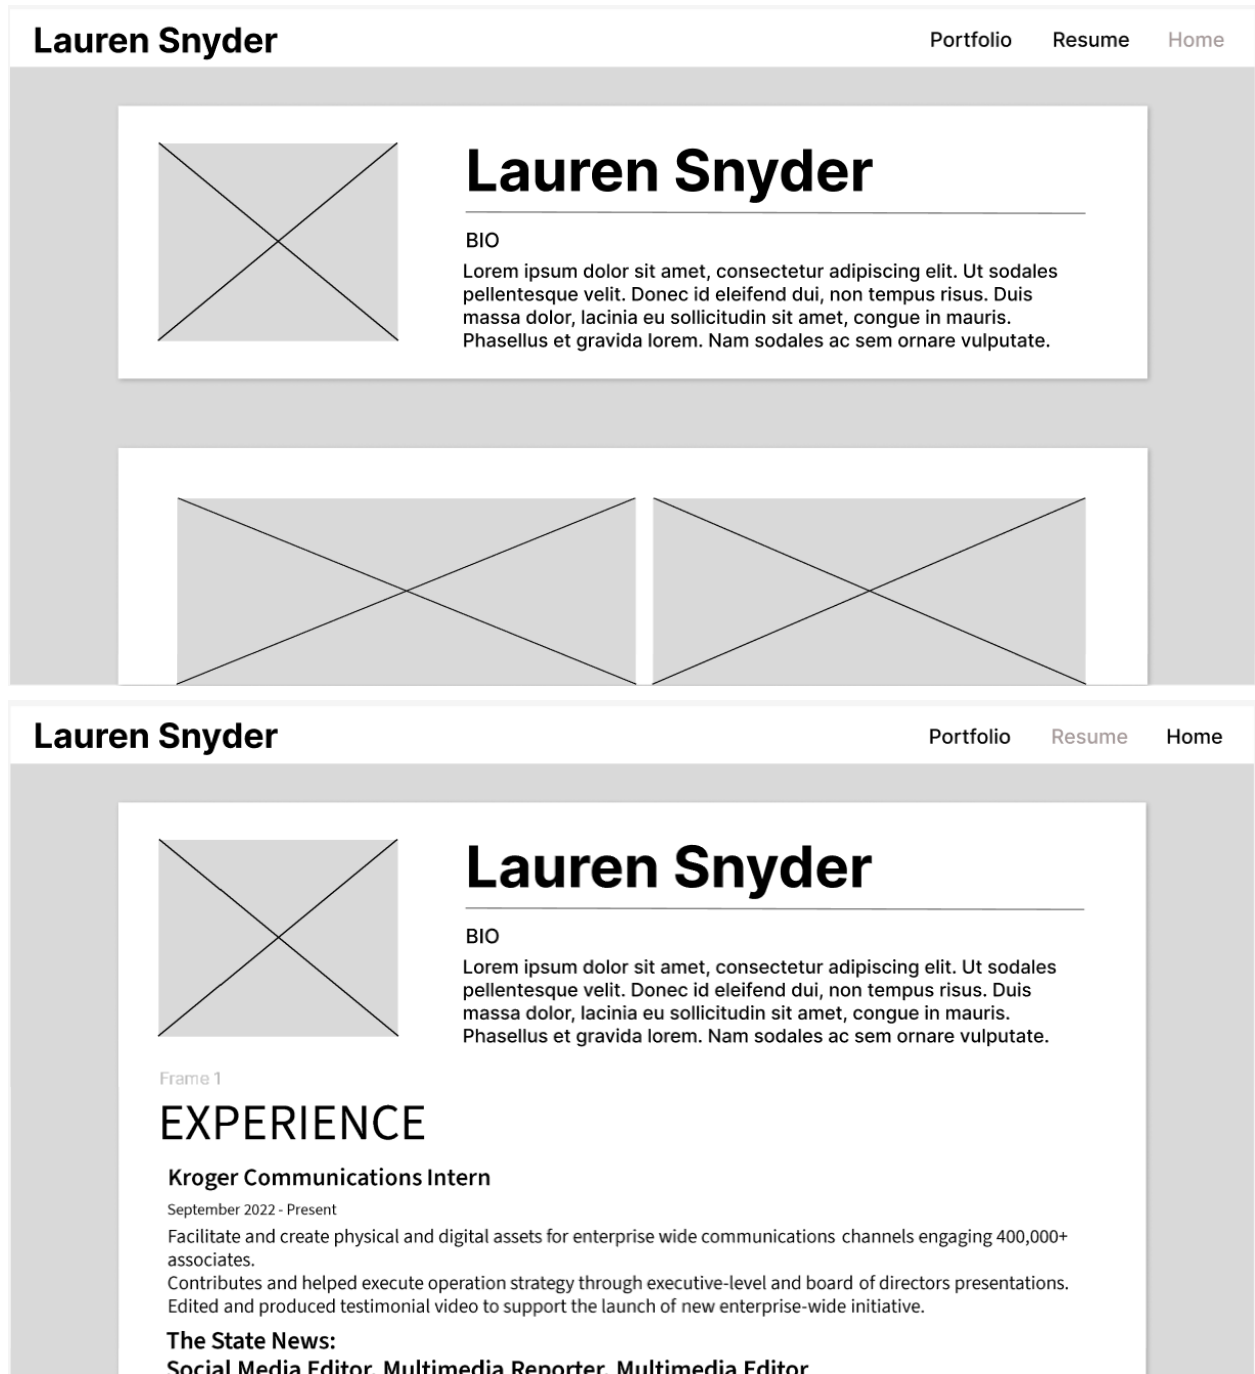 Lauren Snyder
Portfolio Resume Home
Lauren Snyder
BIO
Lorem ipsum dolor sit amet, consectetur adipiscing elit. Ut sodales
pellentesque velit. Donec id eleifend dui, non tempus risus. Duis
massa dolor, lacinia eu sollicitudin sit amet, congue in mauris.
Phasellus et gravida lorem. Nam sodales ac sem ornare vulputate.
Lauren Snyder
Portfolio Resume Home
Lauren Snyder
BIO
Lorem ipsum dolor sit amet, consectetur adipiscing elit. Ut sodales
pellentesque velit. Donec id eleifend dui, non tempus risus. Duis
massa dolor, lacinia eu sollicitudin sit amet, congue in mauris.
Phasellus et gravida lorem. Nam sodales ac sem ornare vulputate.
Frame 1
EXPERIENCE
Kroger Communications Intern
September 2022 - Present
Facilitate and create physical and digital assets for enterprise wide communications channels engaging 400,000+
associates.
Contributes and helped execute operation strategy through executive-level and board of directors presentations.
Edited and produced testimonial video to support the launch of new enterprise-wide initiative.
The State News:
Social Media Editor, Multimedia Reporter, Multimedia Editor